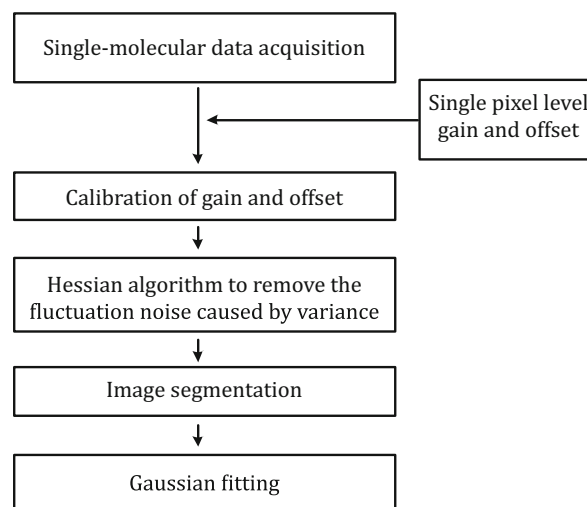 Single-molecular data acquisition
Single pixel level
gain and offset
Calibration of gain and offset
Hessian algorithm to remove the
fluctuation noise caused by variance
Image segmentation
Gaussian fitting